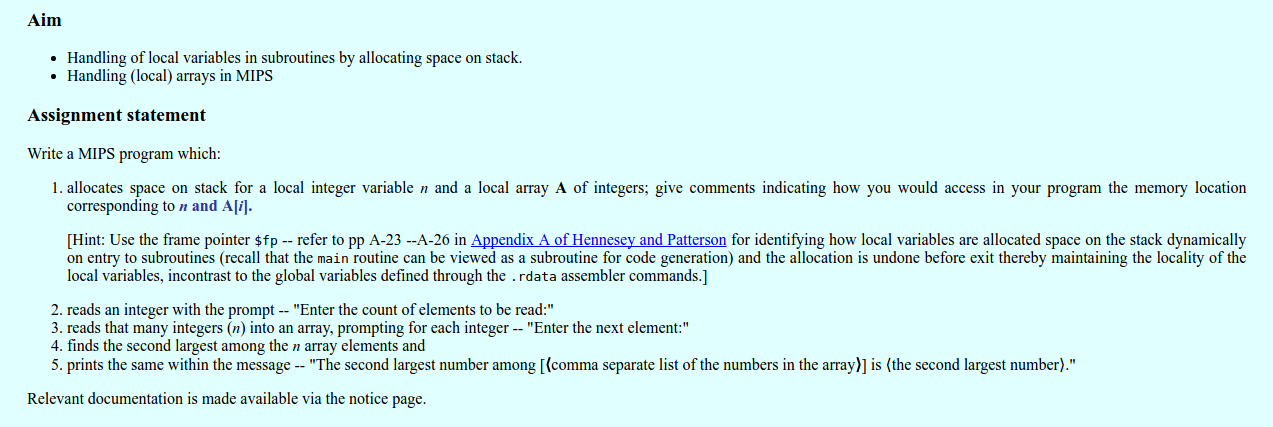 Aim
• Handling of local variables in subroutines by allocating space on stack.
• Handling (local) arrays in MIPS
Assignment statement
Write a MIPS program which:
1. allocates space on stack for a local integer variable n and a local array A of integers; give comments indicating how you would access in your program the memory location
corresponding to n and A[i].
[Hint: Use the frame pointer $fp -- refer to pp A-23 --A-26 in Appendix A of Hennesey and Patterson for identifying how local variables are allocated space on the stack dynamically
on entry to subroutines (recall that the main routine can be viewed as a subroutine for code generation) and the allocation is undone before exit thereby maintaining the locality of the
local variables, incontrast to the global variables defined through the .rdata assembler commands.]
2. reads an integer with the prompt -- "Enter the count of elements to be read:"
3. reads that many integers (n) into an array, prompting for each integer -- "Enter the next element:"
4. finds the second largest among the n array elements and
5. prints the same within the message -- "The second largest number among [⟨comma separate list of the numbers in the array⟩] is ⟨the second largest number⟩."
Relevant documentation is made available via the notice page.